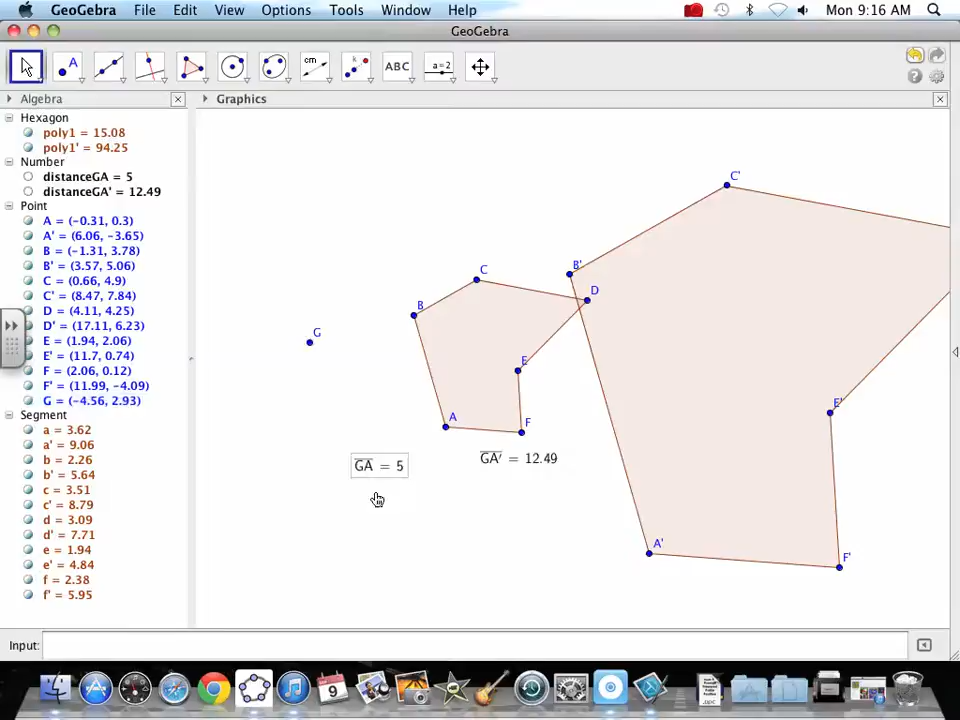 GeoGebra File Edit View Options Tools Window Help Mon 9:16 AM
GeoGebra
A cm k ABC a = 2
Algebra
Graphics
Hexagon
poly1 = 15.08
poly1' = 94.25
Number
distanceGA = 5
distanceGA' = 12.49
Point
A = (-0.31, 0.3)
A' = (6.06, -3.65)
B = (-1.31, 3.78)
B' = (3.57, 5.06)
C = (0.66, 4.9)
C' = (8.47, 7.84)
D = (4.11, 4.25)
D' = (17.11, 6.23)
E = (1.94, 2.06)
E' = (11.7, 0.74)
F = (2.06, 0.12)
F' = (11.99, -4.09)
G = (-4.56, 2.93)
Segment
a = 3.62
a' = 9.06
b = 2.26
b' = 5.64
c = 3.51
c' = 8.79
d = 3.09
d' = 7.71
e = 1.94
e' = 4.84
f = 2.38
f' = 5.95
C'
B'
C
D
B
G
E
E'
A
F
GA = 5
GA' = 12.49
A'
F'
Input:
9